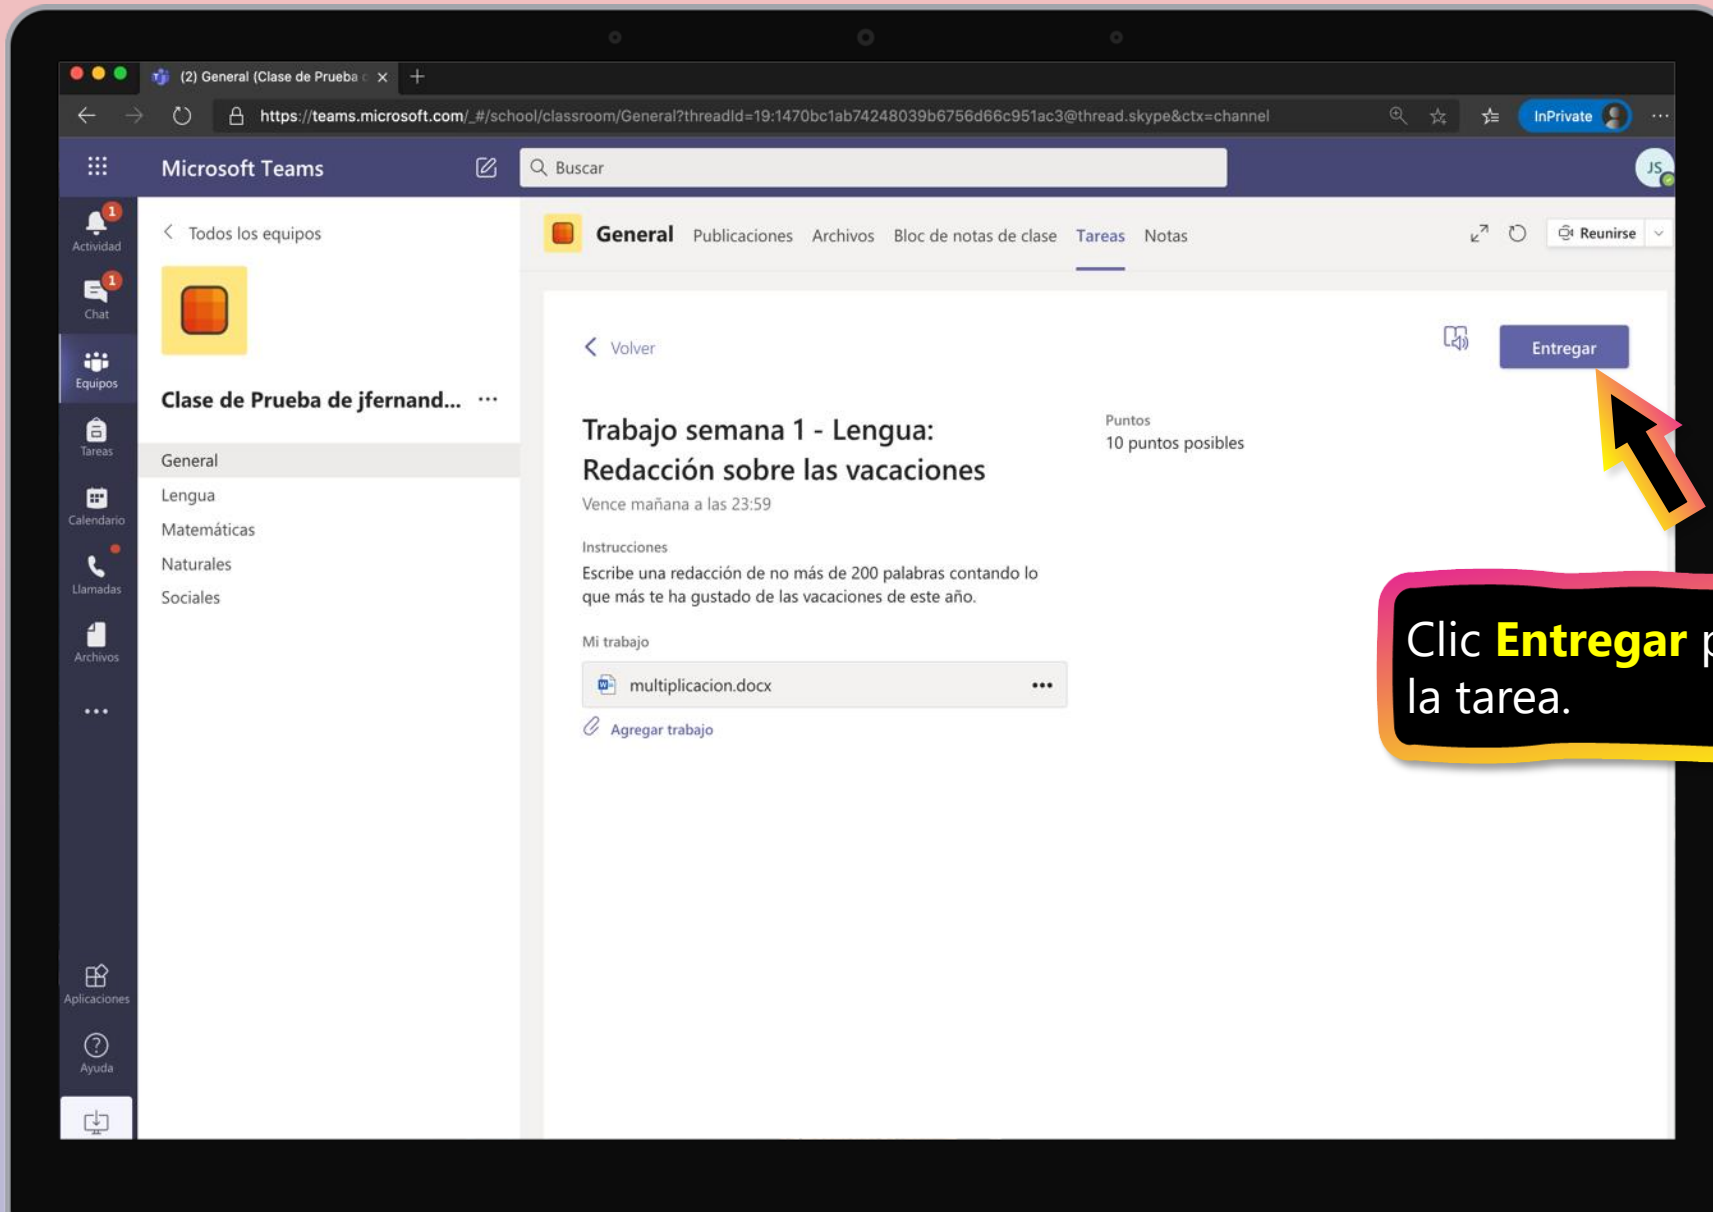 (2) General (Clase de Prueba
https://teams.microsoft.com/_#/school/classroom/General?threadId=19:1470bc1ab74248039b6756d66c951ac3@thread.skype&ctx=channel
InPrivate
Microsoft Teams
Buscar
JS
1
Actividad
1
Chat
Equipos
Tareas
Calendario
Llamadas
Archivos
Aplicaciones
Ayuda
Todos los equipos
Clase de Prueba de jfernand... ...
General
Lengua
Matemáticas
Naturales
Sociales
General Publicaciones Archivos Bloc de notas de clase Tareas Notas
Reunirse
Volver
Entregar
Trabajo semana 1 - Lengua:
Redacción sobre las vacaciones
Vence mañana a las 23:59
Puntos
10 puntos posibles
Instrucciones
Escribe una redacción de no más de 200 palabras contando lo
que más te ha gustado de las vacaciones de este año.
Mi trabajo
multiplicacion.docx
Agregar trabajo
Clic Entregar p
la tarea.